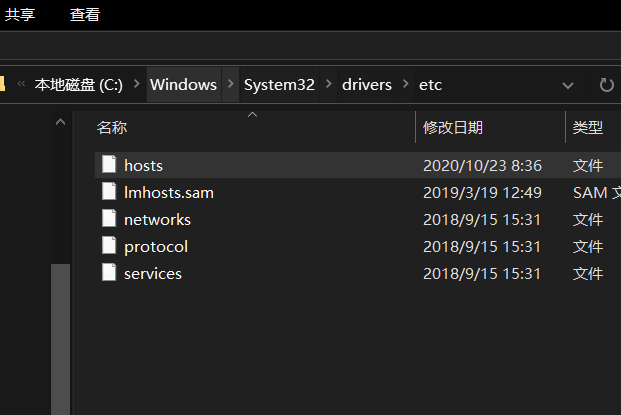 共享 查看
本地磁盘 (C:) Windows System32 drivers etc
名称 修改日期 类型
hosts 2020/10/23 8:36 文件
lmhosts.sam 2019/3/19 12:49 SAM
networks 2018/9/15 15:31 文件
protocol 2018/9/15 15:31 文件
services 2018/9/15 15:31 文件